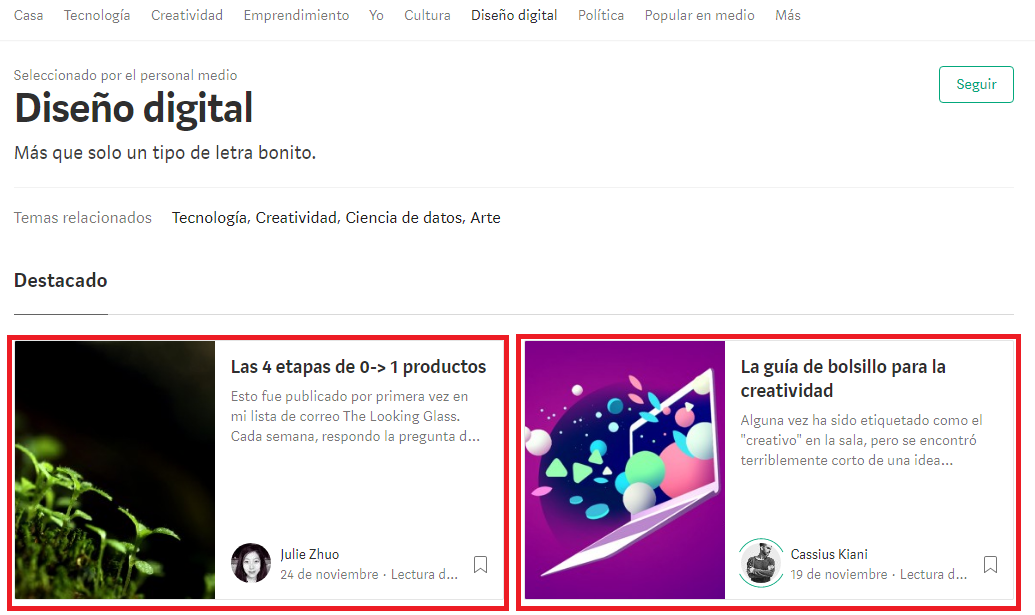 Casa Tecnología Creatividad Emprendimiento Yo Cultura Diseño digital Política Popular en medio Más
Seleccionado por el personal medio
Seguir
Diseño digital
Más que solo un tipo de letra bonito.
Temas relacionados Tecnología, Creatividad, Ciencia de datos, Arte
Destacado
Las 4 etapas de 0-> 1 productos
Esto fue publicado por primera vez en
mi lista de correo The Looking Glass.
Cada semana, respondo la pregunta d...
Julie Zhuo
24 de noviembre · Lectura d...
La guía de bolsillo para la
creatividad
Alguna vez ha sido etiquetado como el
"creativo" en la sala, pero se encontró
terriblemente corto de una idea...
Cassius Kiani
19 de noviembre · Lectura d...